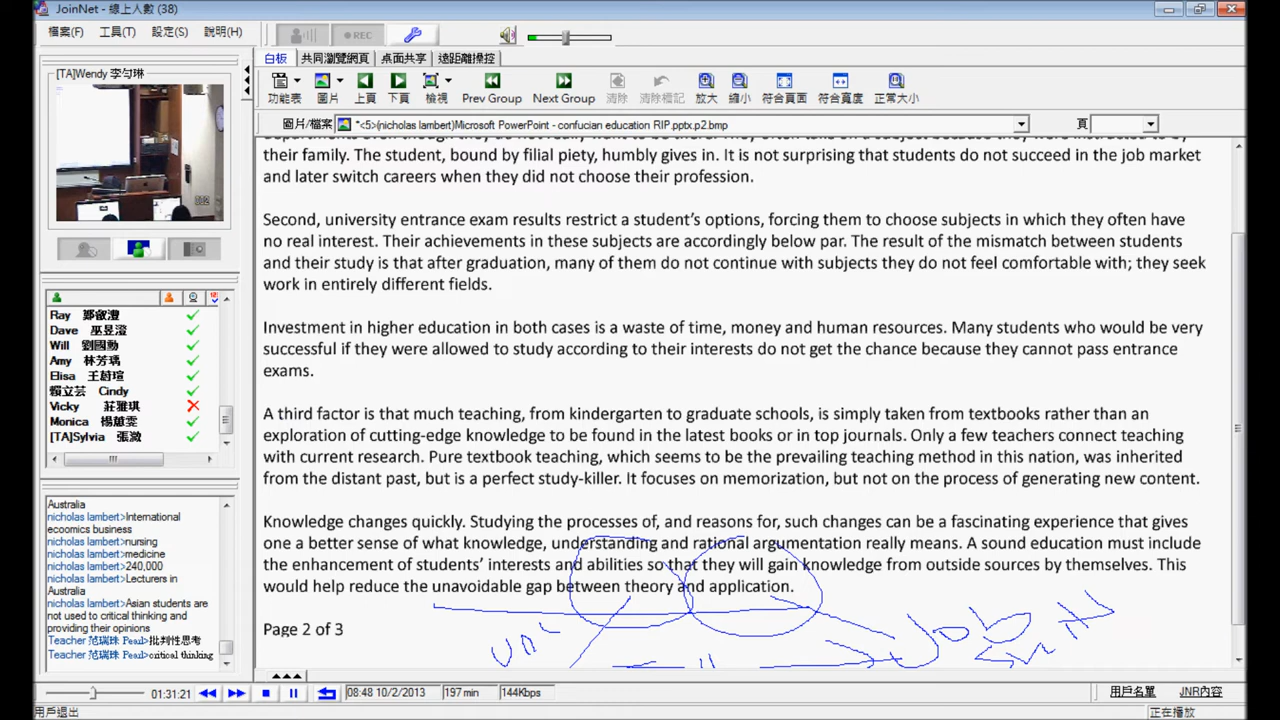 JoinNet - 線上人數 (38)
檔案(F) 工具(T) 設定(S) 說明(H)
REC
[TA]Wendy 李勻琳
白板 共同瀏覽網頁 桌面共享 遠距離操控
功能表 圖片 上頁 下頁 檢視 Prev Group Next Group 清除 清除標記 放大 縮小 符合頁面 符合寬度 正常大小
圖片/檔案 *<5>(nicholas lambert)Microsoft PowerPoint - confucian education RIP.pptx.p2.bmp 頁
their family. The student, bound by filial piety, humbly gives in. It is not surprising that students do not succeed in the job market
and later switch careers when they did not choose their profession.
Second, university entrance exam results restrict a student's options, forcing them to choose subjects in which they often have
no real interest. Their achievements in these subjects are accordingly below par. The result of the mismatch between students
and their study is that after graduation, many of them do not continue with subjects they do not feel comfortable with; they seek
work in entirely different fields.
Investment in higher education in both cases is a waste of time, money and human resources. Many students who would be very
successful if they were allowed to study according to their interests do not get the chance because they cannot pass entrance
exams.
A third factor is that much teaching, from kindergarten to graduate schools, is simply taken from textbooks rather than an
exploration of cutting-edge knowledge to be found in the latest books or in top journals. Only a few teachers connect teaching
with current research. Pure textbook teaching, which seems to be the prevailing teaching method in this nation, was inherited
from the distant past, but is a perfect study-killer. It focuses on memorization, but not on the process of generating new content.
Knowledge changes quickly. Studying the processes of, and reasons for, such changes can be a fascinating experience that gives
one a better sense of what knowledge, understanding and rational argumentation really means. A sound education must include
the enhancement of students' interests and abilities so that they will gain knowledge from outside sources by themselves. This
would help reduce the unavoidable gap between theory and application.
Page 2 of 3
Ray 鄭叡澧
Dave 巫昱澄
Will 劉國勳
Amy 林芳瑀
Elisa 王蒻瑄
賴立芸 Cindy
Vicky 莊雅琪
Monica 楊蕙雯
[TA]Sylvia 張瀓
Australia
nicholas lambert>International
ecoomics business
nicholas lambert>nursing
nicholas lambert>medicine
nicholas lambert>240,000
nicholas lambert>Lecturers in
Australia
nicholas lambert>Asian students are
not used to critical thinking and
providing their opinions
Teacher 范瑞姝 Pearl>批判性思考
Teacher 范瑞姝 Pearl>critical thinking
01:31:21 08:48 10/2/2013 197 min 144Kbps 用戶名單 JNR內容
用戶退出 正在播放